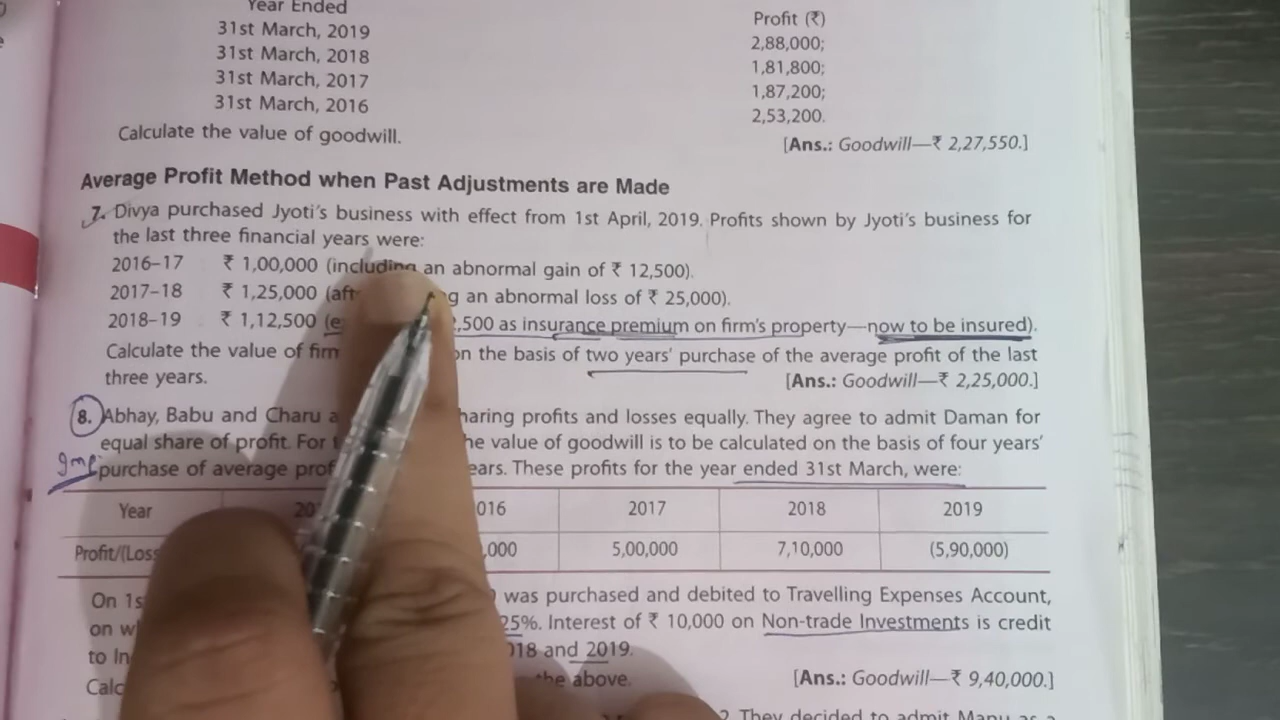 Year Ended Profit (₹)
31st March, 2019 2,88,000;
31st March, 2018 1,81,800;
31st March, 2017 1,87,200;
31st March, 2016 2,53,200.
Calculate the value of goodwill. [Ans.: Goodwill—₹ 2,27,550.]
Average Profit Method when Past Adjustments are Made
7. Divya purchased Jyoti's business with effect from 1st April, 2019. Profits shown by Jyoti's business for
the last three financial years were:
2016–17 ₹ 1,00,000 (including an abnormal gain of ₹ 12,500).
2017–18 ₹ 1,25,000 (aft g an abnormal loss of ₹ 25,000).
2018–19 ₹ 1,12,500 (e 2,500 as insurance premium on firm's property—now to be insured).
Calculate the value of firm on the basis of two years' purchase of the average profit of the last
three years. [Ans.: Goodwill—₹ 2,25,000.]
8. Abhay, Babu and Charu a haring profits and losses equally. They agree to admit Daman for
equal share of profit. For t he value of goodwill is to be calculated on the basis of four years'
Imp. purchase of average prof ears. These profits for the year ended 31st March, were:
Year 20 016 2017 2018 2019
Profit/(Loss ,000 5,00,000 7,10,000 (5,90,000)
On 1s was purchased and debited to Travelling Expenses Account,
on w 25%. Interest of ₹ 10,000 on Non-trade Investments is credit
to In 018 and 2019.
Calc the above. [Ans.: Goodwill—₹ 9,40,000.]
2. They decided to admit Manu as a